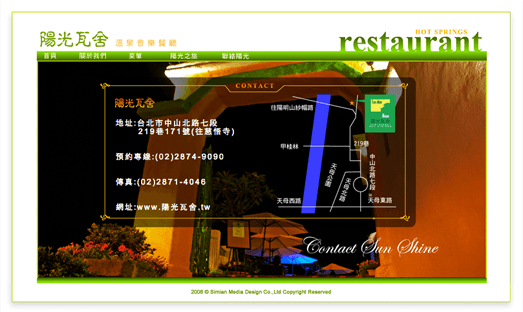 陽光瓦舍 溫泉音樂餐廳
HOT SPRINGS
restaurant
首頁 關於我們 菜單 陽光之旅 聯絡陽光
CONTACT
陽光瓦舍
地址:台北市中山北路七段
219巷171號(往慈悟寺)
預約專線:(02)2874-9090
傳真:(02)2871-4046
網址:www.陽光瓦舍.tw
往陽明山紗帽路
甲桂林
219巷
中山北路七段
天母公園
天母北路
天母西路
天母東路
Contact Sun Shine
2006 © Simian Media Design Co.,Ltd Copyright Reserved